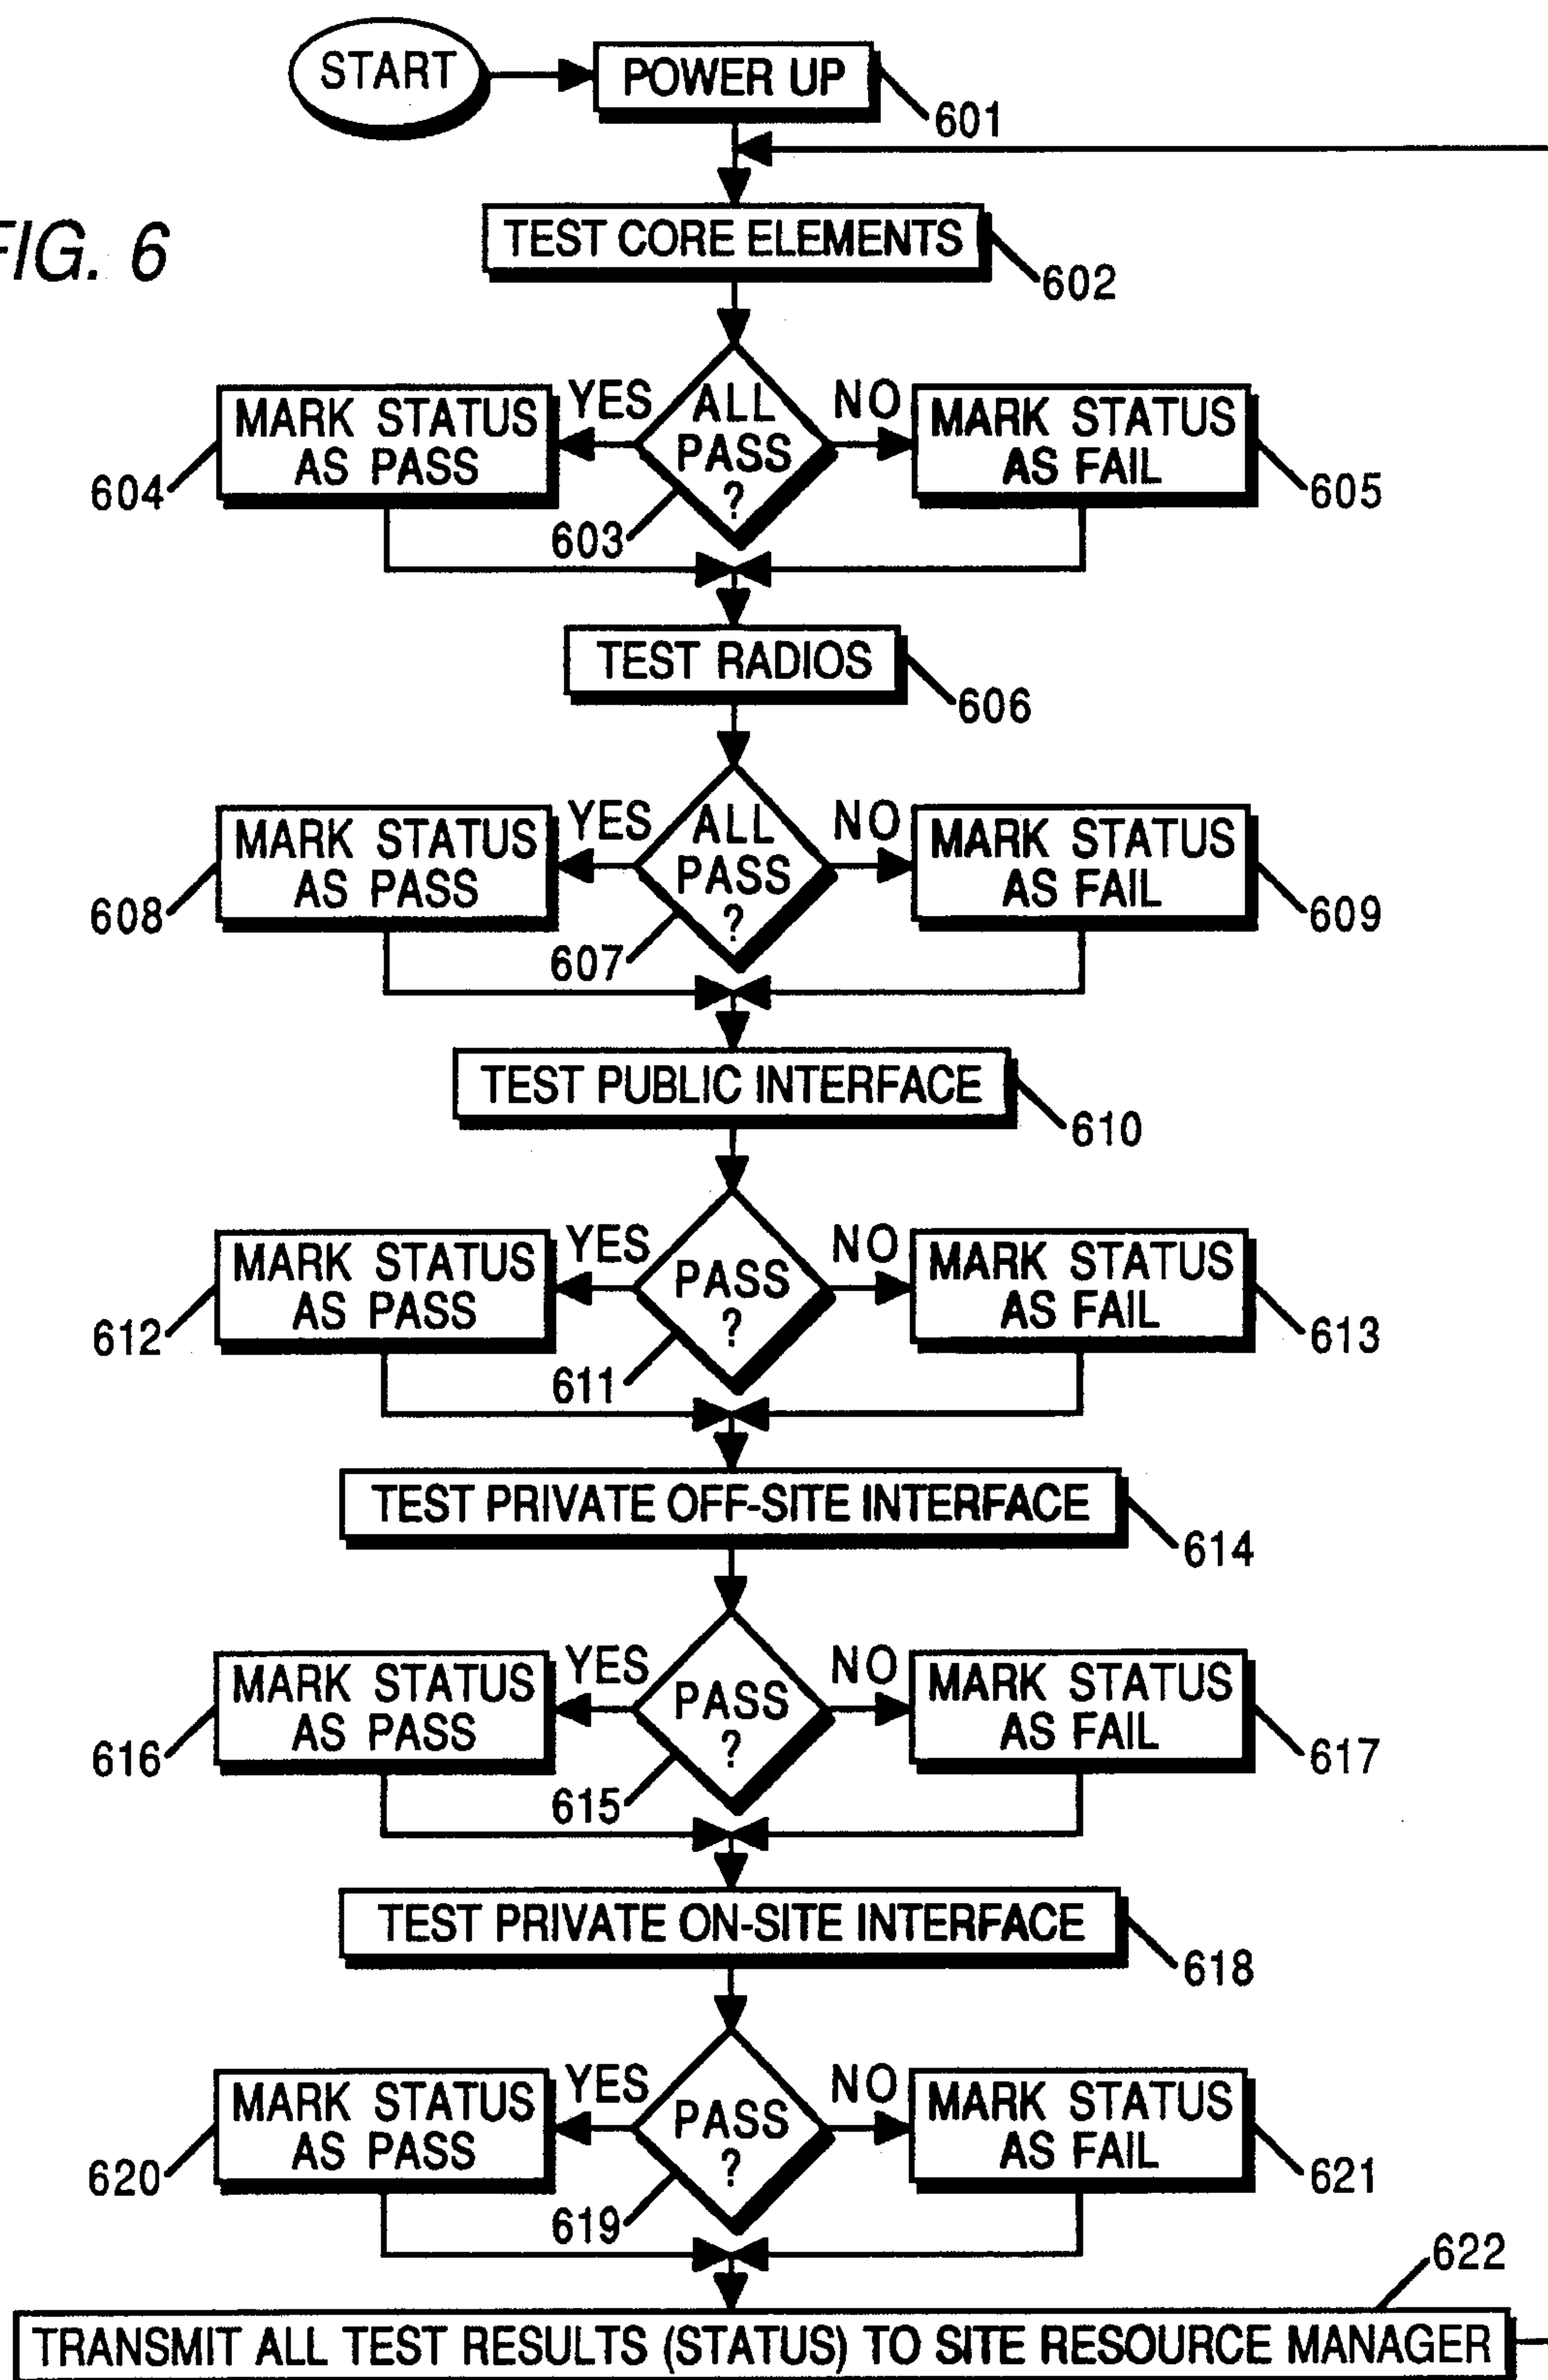 START
POWER UP
601
FIG. 6
TEST CORE ELEMENTS
602
MARK STATUS
AS PASS
604
YES
ALL
PASS
?
603
NO
MARK STATUS
AS FAIL
605
TEST RADIOS
606
MARK STATUS
AS PASS
608
YES
ALL
PASS
?
607
NO
MARK STATUS
AS FAIL
609
TEST PUBLIC INTERFACE
610
MARK STATUS
AS PASS
612
YES
PASS
?
611
NO
MARK STATUS
AS FAIL
613
TEST PRIVATE OFF-SITE INTERFACE
614
MARK STATUS
AS PASS
616
YES
PASS
?
615
NO
MARK STATUS
AS FAIL
617
TEST PRIVATE ON-SITE INTERFACE
618
MARK STATUS
AS PASS
620
YES
PASS
?
619
NO
MARK STATUS
AS FAIL
621
622
TRANSMIT ALL TEST RESULTS (STATUS) TO SITE RESOURCE MANAGER